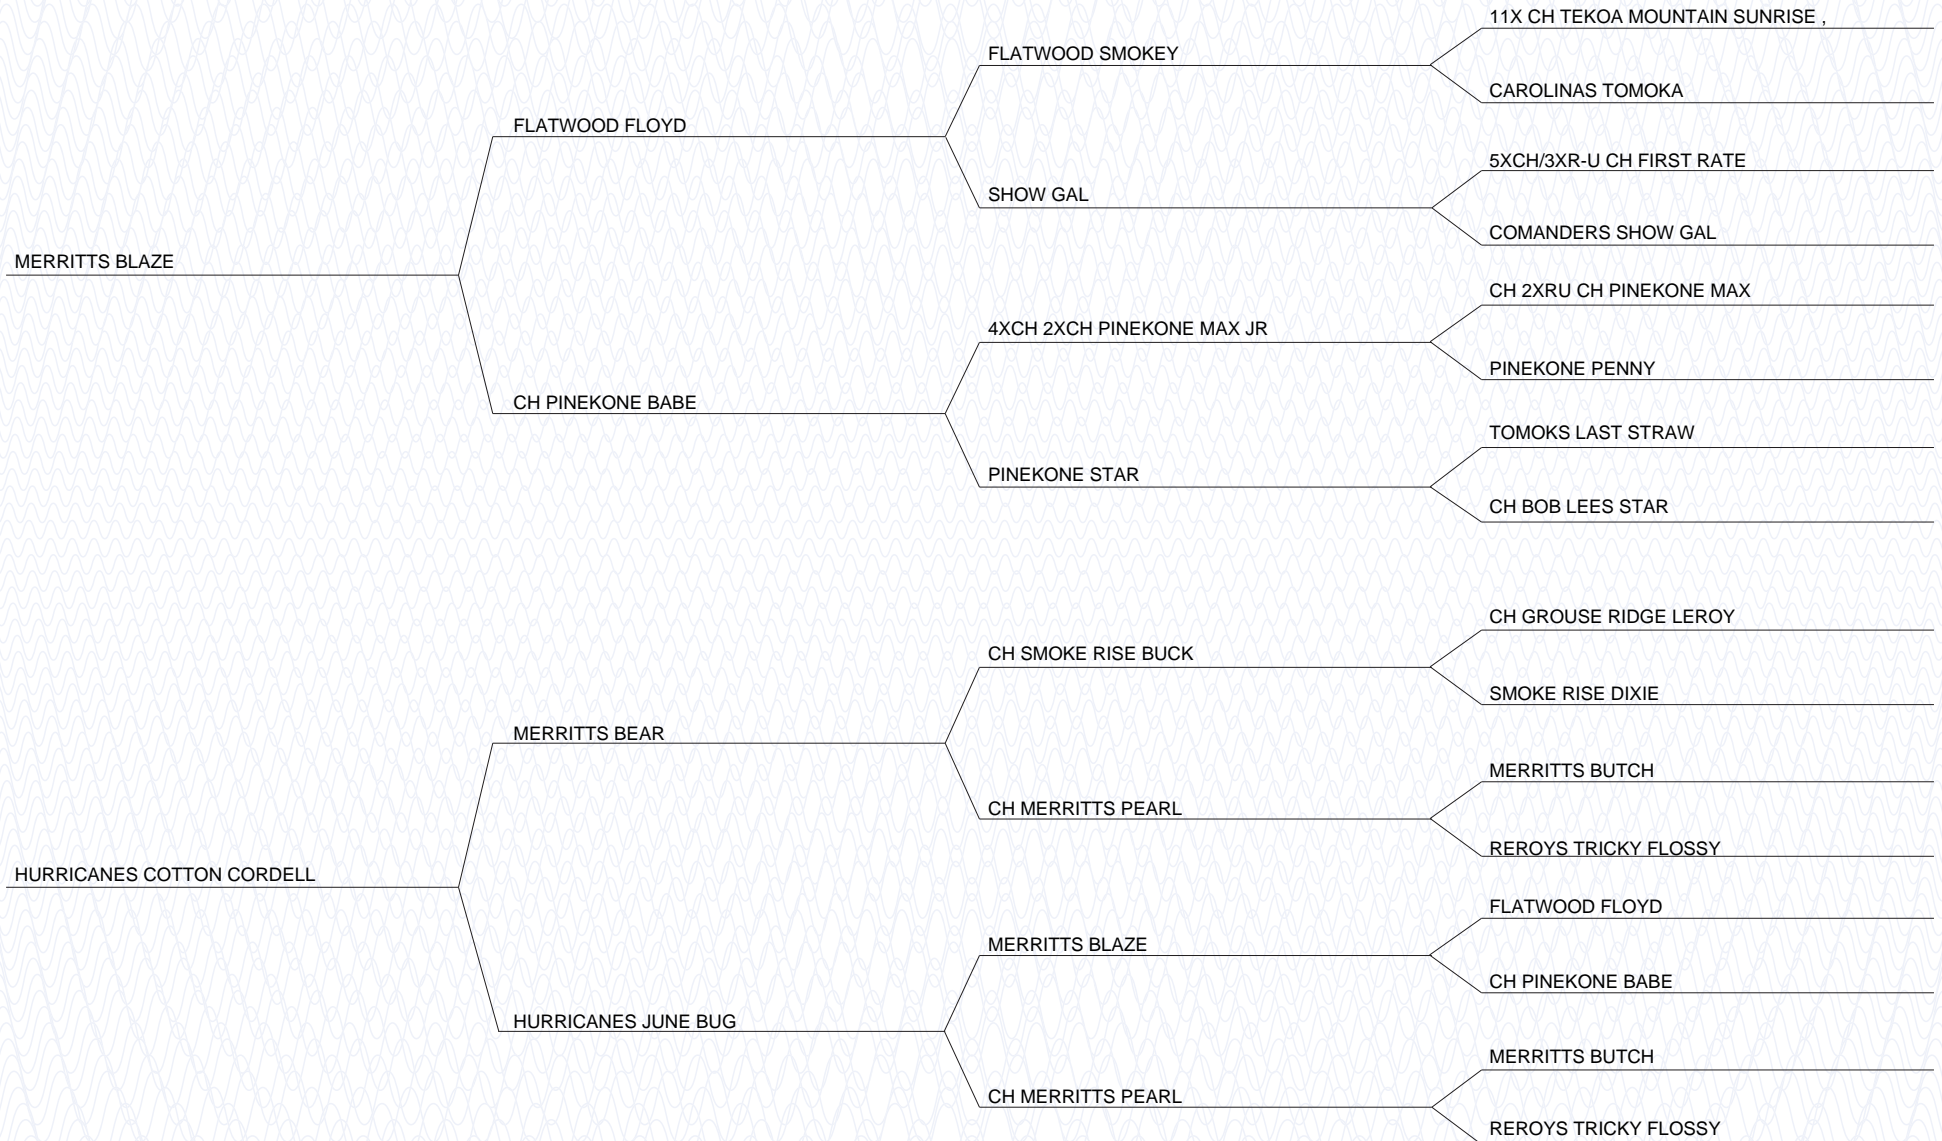 11X CH TEKOA MOUNTAIN SUNRISE ,
FLATWOOD SMOKEY
CAROLINAS TOMOKA
FLATWOOD FLOYD
5XCH/3XR-U CH FIRST RATE
SHOW GAL
COMANDERS SHOW GAL
MERRITTS BLAZE
CH 2XRU CH PINEKONE MAX
4XCH 2XCH PINEKONE MAX JR
PINEKONE PENNY
CH PINEKONE BABE
TOMOKS LAST STRAW
PINEKONE STAR
CH BOB LEES STAR
CH GROUSE RIDGE LEROY
CH SMOKE RISE BUCK
SMOKE RISE DIXIE
MERRITTS BEAR
MERRITTS BUTCH
CH MERRITTS PEARL
REROYS TRICKY FLOSSY
HURRICANES COTTON CORDELL
FLATWOOD FLOYD
MERRITTS BLAZE
CH PINEKONE BABE
HURRICANES JUNE BUG
MERRITTS BUTCH
CH MERRITTS PEARL
REROYS TRICKY FLOSSY